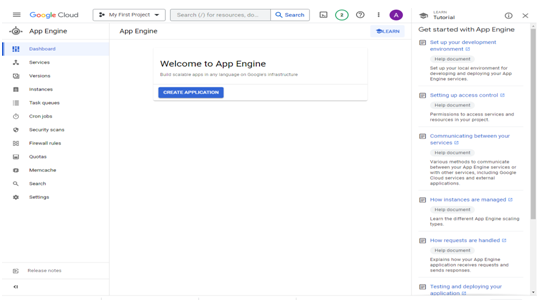 Google Cloud
My First Project
Search (/) for resources, do...
Search
A
LEARN
Tutorial
App Engine
App Engine
LEARN
Dashboard
Services
Versions
Instances
Task queues
Cron jobs
Security scans
Firewall rules
Quotas
Memcache
Search
Settings
Release notes
Welcome to App Engine
Build scalable apps in any language on Google's infrastructure
CREATE APPLICATION
Get started with App Engine
Set up your development
environment
Help document
Set up your local environment for
developing and deploying your App
Engine services.
Setting up access control
Help document
Permissions to access services and
resources in your project.
Communicating between your
services
Help document
Various methods to communicate
between your App Engine services or
with other services, including Google
Cloud services and external
applications.
How instances are managed
Help document
Learn the different App Engine scaling
types.
How requests are handled
Help document
Explains how your App Engine
application receives requests and
sends responses.
Testing and deploying your
application